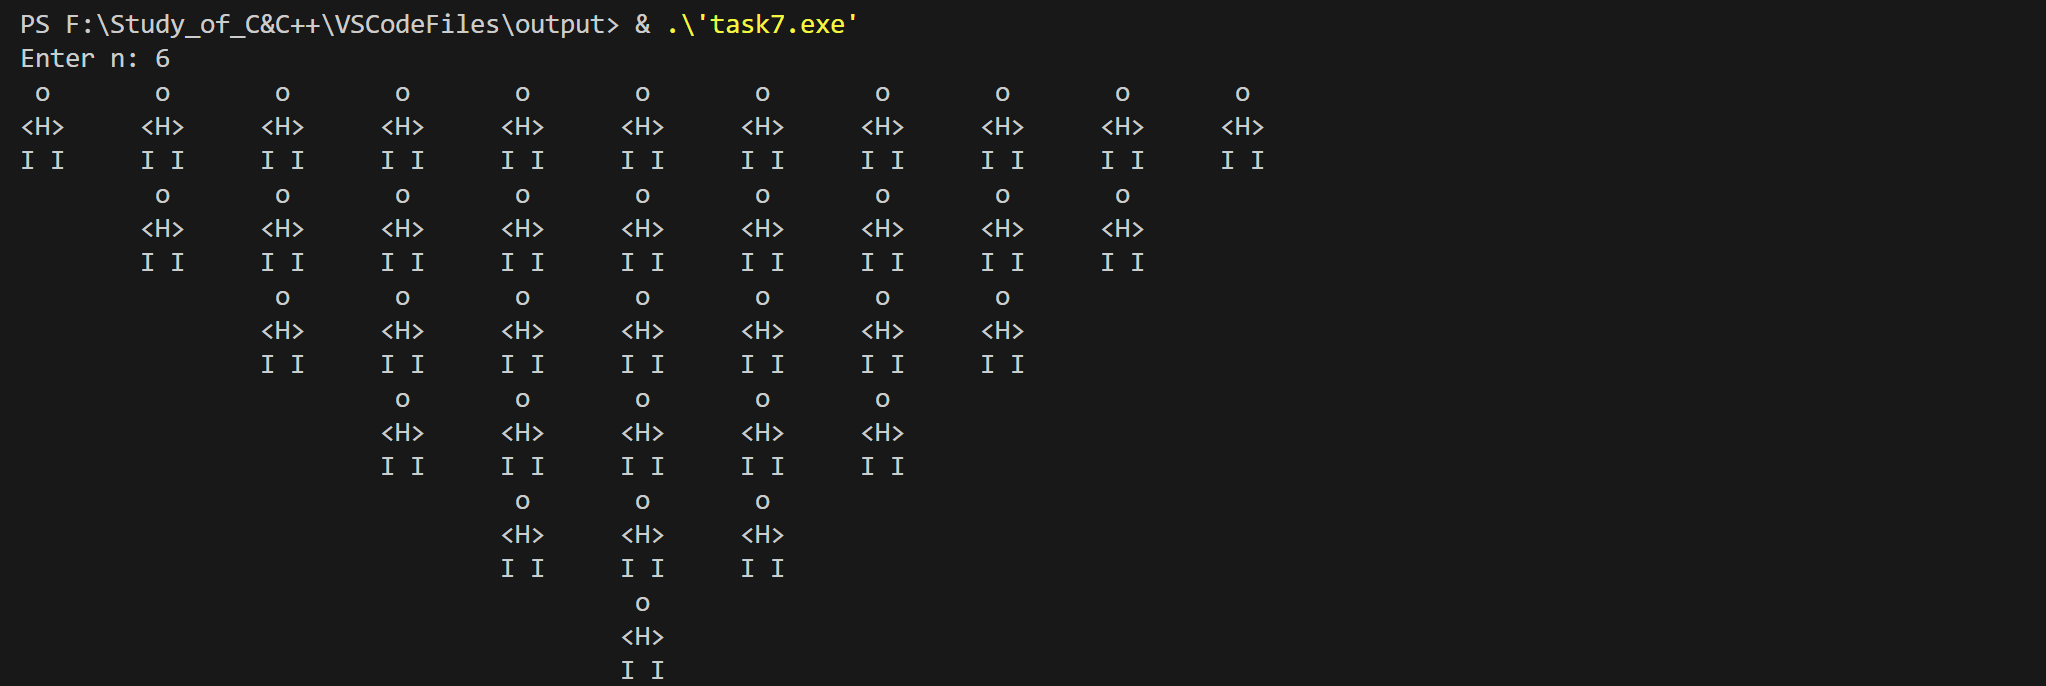 PS F:\Study_of_C&C++\VSCodeFiles\output> & .\'task7.exe'
Enter n: 6
 o       o       o       o       o       o       o       o       o       o       o
<H>     <H>     <H>     <H>     <H>     <H>     <H>     <H>     <H>     <H>     <H>
I I     I I     I I     I I     I I     I I     I I     I I     I I     I I     I I
         o       o       o       o       o       o       o       o       o
        <H>     <H>     <H>     <H>     <H>     <H>     <H>     <H>     <H>
        I I     I I     I I     I I     I I     I I     I I     I I     I I
                 o       o       o       o       o       o       o
                <H>     <H>     <H>     <H>     <H>     <H>     <H>
                I I     I I     I I     I I     I I     I I     I I
                         o       o       o       o       o
                        <H>     <H>     <H>     <H>     <H>
                        I I     I I     I I     I I     I I
                                 o       o       o
                                <H>     <H>     <H>
                                I I     I I     I I
                                         o
                                        <H>
                                        I I